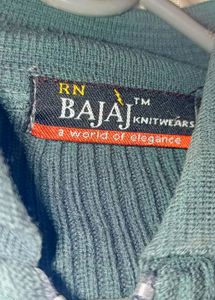 RN
BAJAJ™
KNITWEARS
a world of elegance